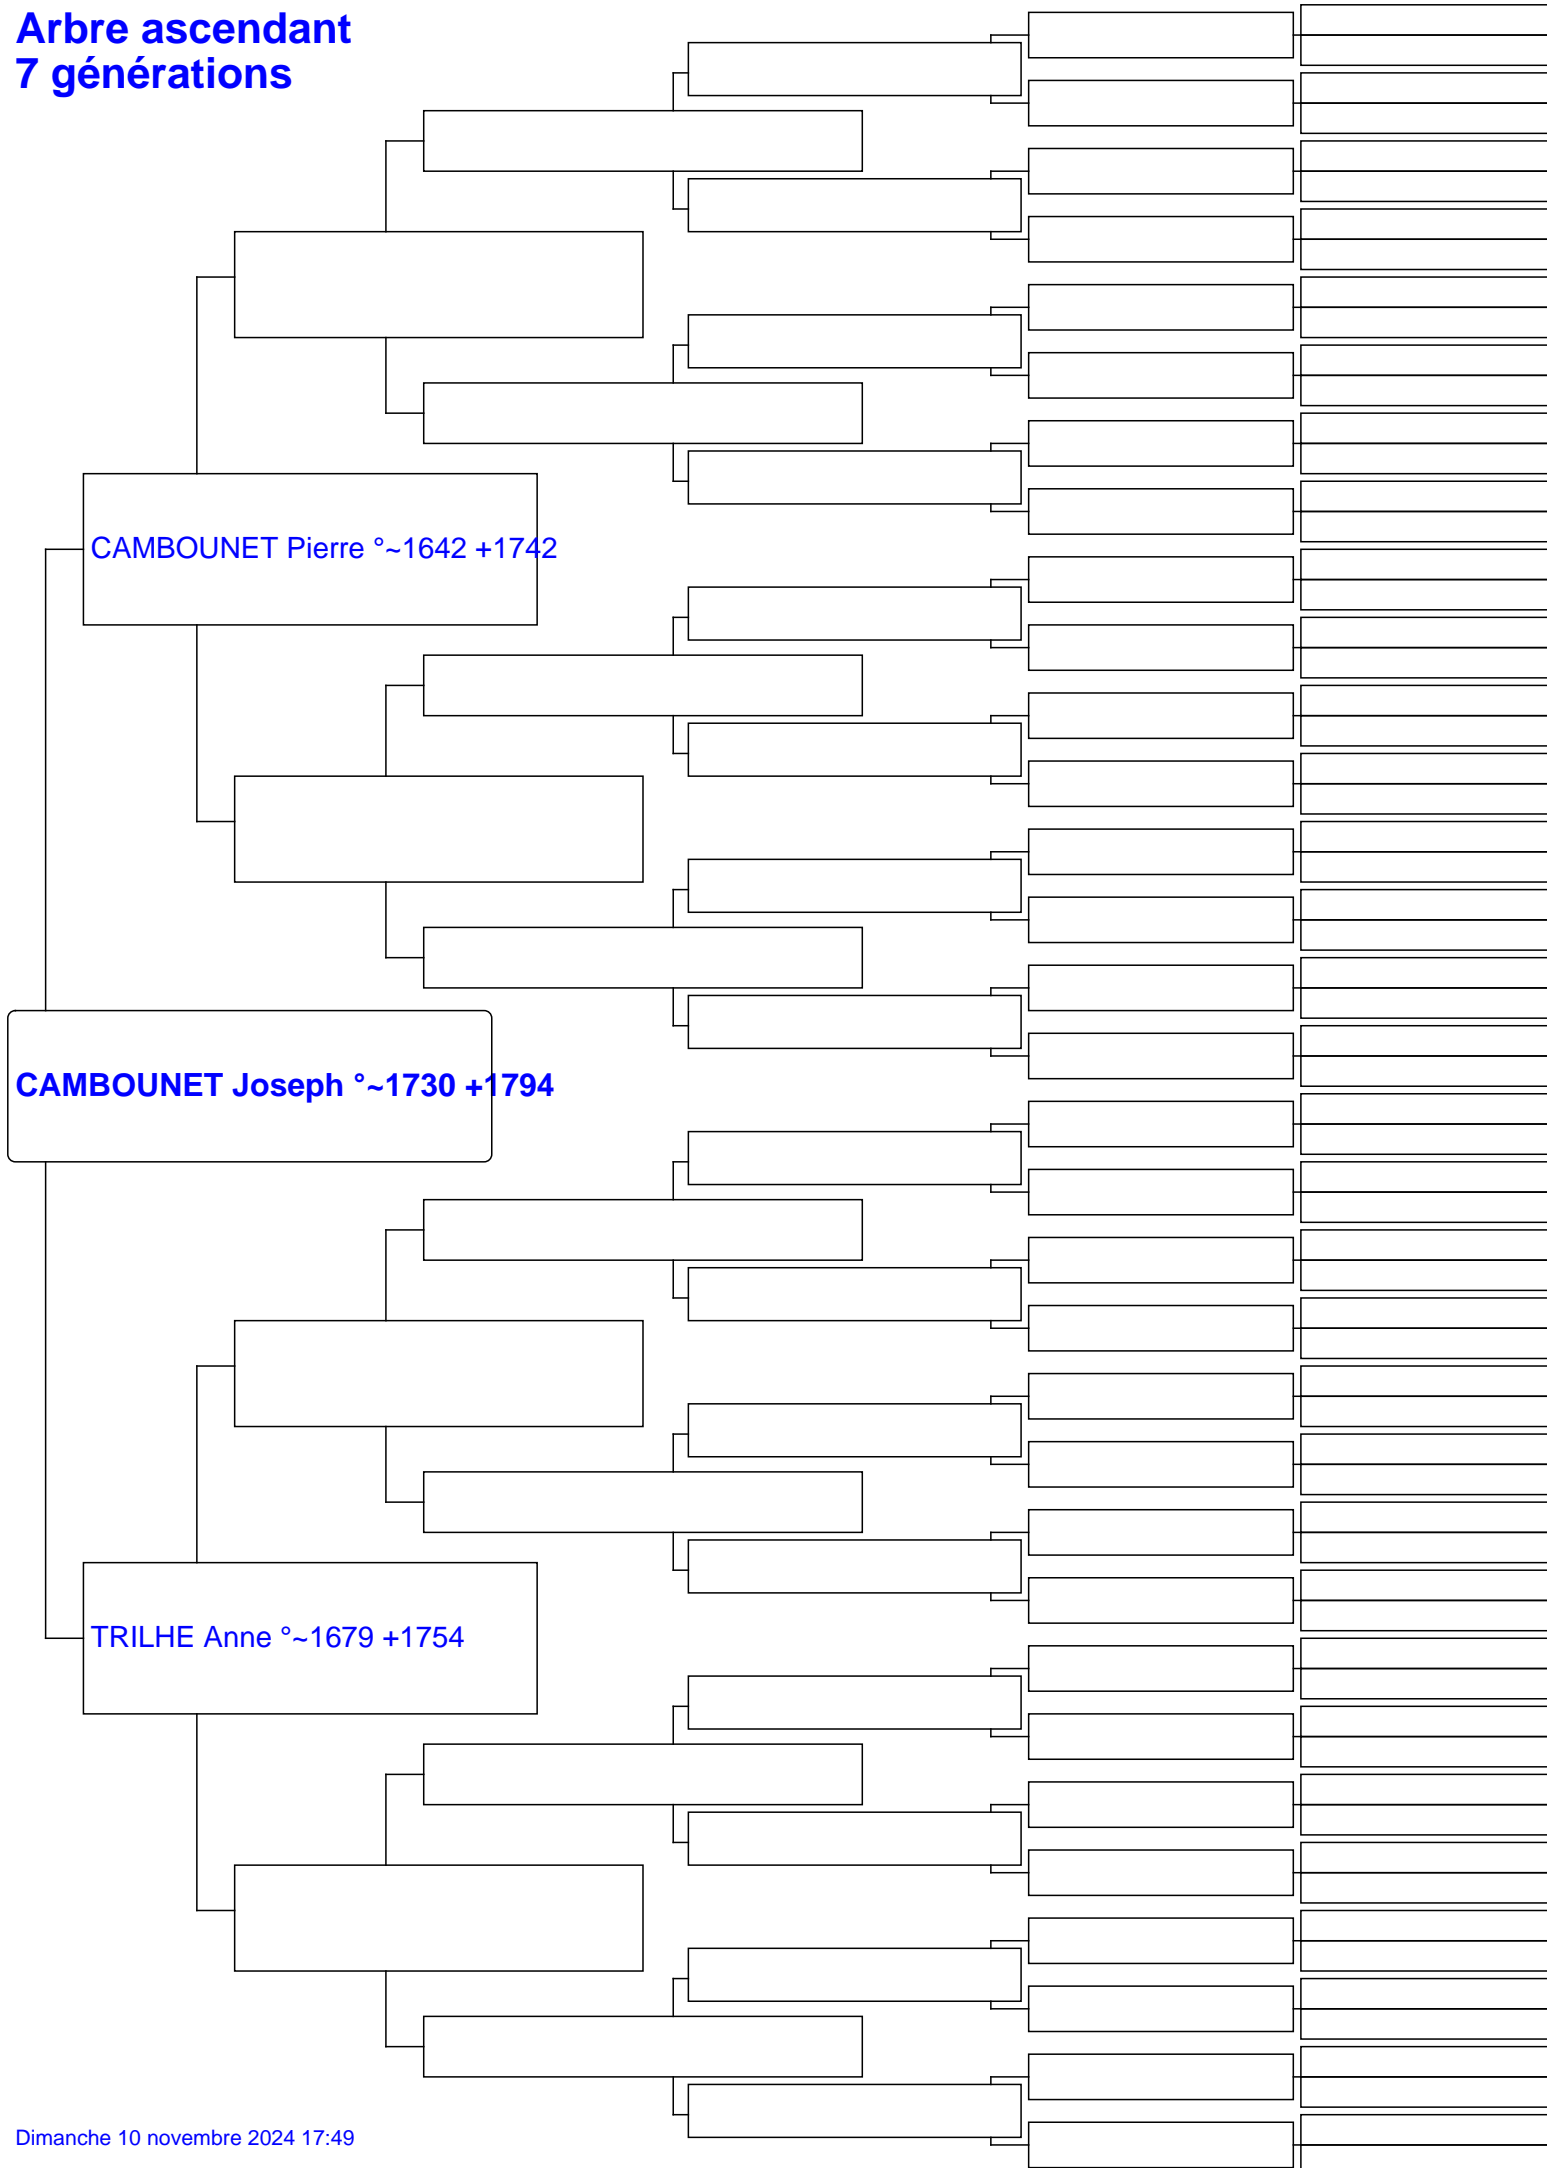 Arbre ascendant
7 générations
CAMBOUNET Pierre °~1642 +1742
CAMBOUNET Joseph °~1730 +1794
TRILHE Anne °~1679 +1754
Dimanche 10 novembre 2024 17:49